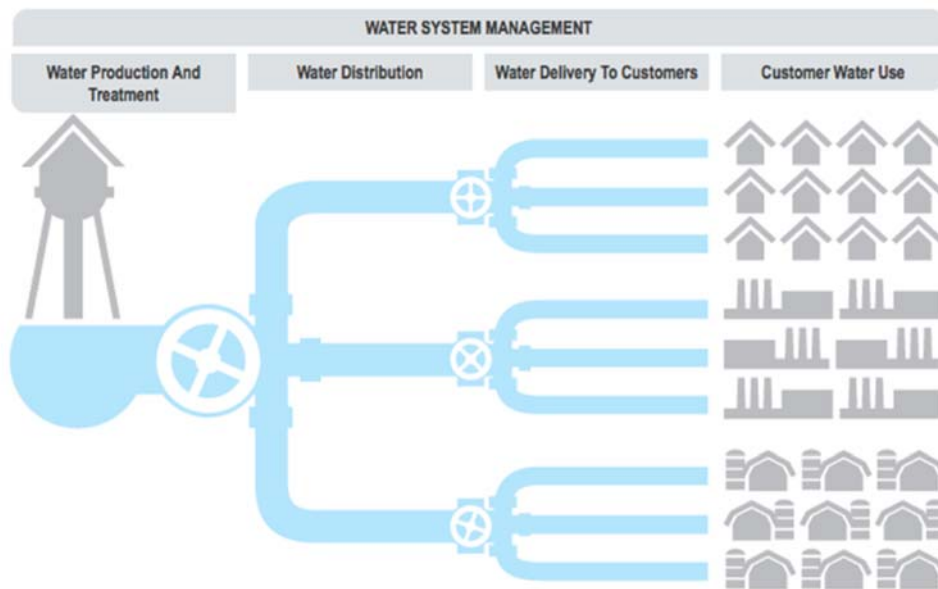 WATER SYSTEM MANAGEMENT
Water Production And
Treatment
Water Distribution
Water Delivery To Customers
Customer Water Use